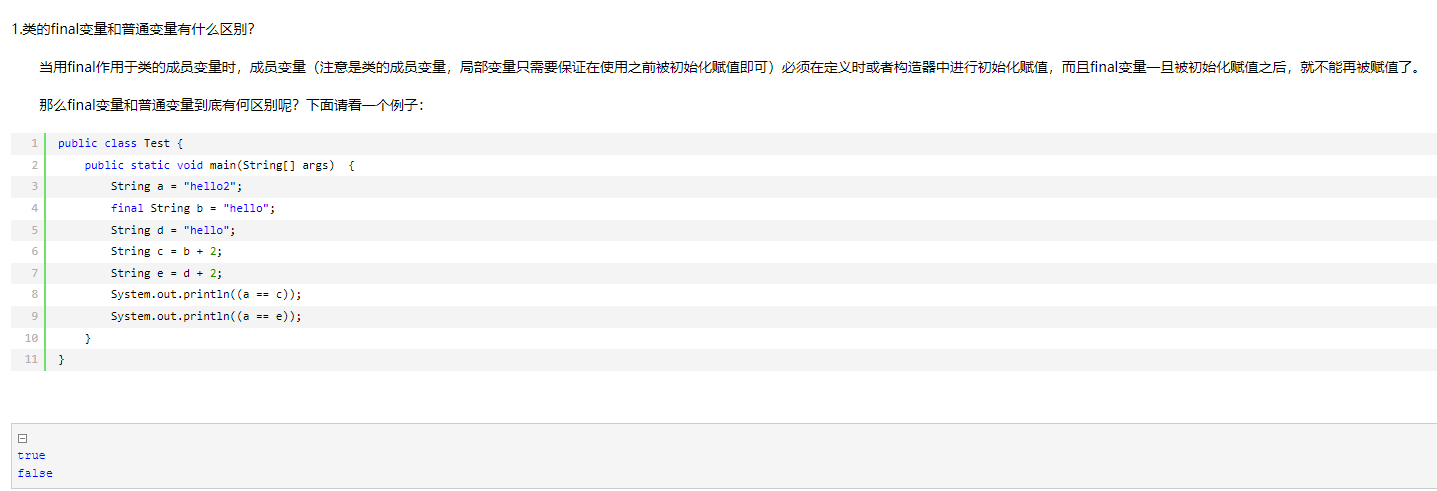 1.类的final变量和普通变量有什么区别？
当用final作用于类的成员变量时，成员变量（注意是类的成员变量，局部变量只需要保证在使用之前被初始化赋值即可）必须在定义时或者构造器中进行初始化赋值，而且final变量一旦被初始化赋值之后，就不能再被赋值了。
那么final变量和普通变量到底有何区别呢？下面请看一个例子：
1 public class Test {
2     public static void main(String[] args)  {
3         String a = "hello2";
4         final String b = "hello";
5         String d = "hello";
6         String c = b + 2;
7         String e = d + 2;
8         System.out.println((a == c));
9         System.out.println((a == e));
10     }
11 }
true
false